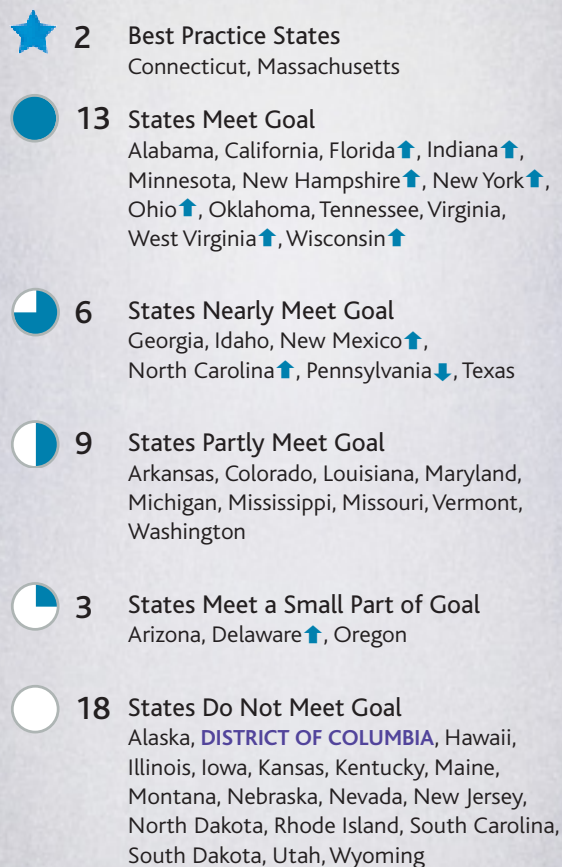 2 Best Practice States
Connecticut, Massachusetts
13 States Meet Goal
Alabama, California, Florida⬆, Indiana⬆,
Minnesota, New Hampshire⬆, New York⬆,
Ohio⬆, Oklahoma, Tennessee, Virginia,
West Virginia⬆, Wisconsin⬆
6 States Nearly Meet Goal
Georgia, Idaho, New Mexico⬆,
North Carolina⬆, Pennsylvania⬇, Texas
9 States Partly Meet Goal
Arkansas, Colorado, Louisiana, Maryland,
Michigan, Mississippi, Missouri, Vermont,
Washington
3 States Meet a Small Part of Goal
Arizona, Delaware⬆, Oregon
18 States Do Not Meet Goal
Alaska, DISTRICT OF COLUMBIA, Hawaii,
Illinois, Iowa, Kansas, Kentucky, Maine,
Montana, Nebraska, Nevada, New Jersey,
North Dakota, Rhode Island, South Carolina,
South Dakota, Utah, Wyoming